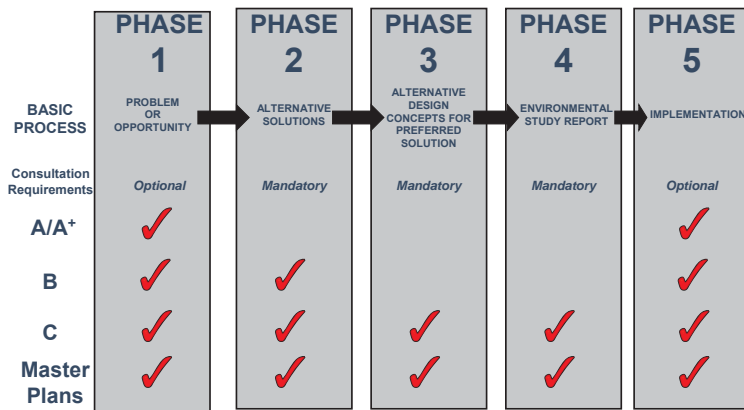 PHASE PHASE PHASE PHASE PHASE
1 2 3 4 5
BASIC
PROCESS
PROBLEM
OR
OPPORTUNITY
ALTERNATIVE
SOLUTIONS
ALTERNATIVE
DESIGN
CONCEPTS FOR
PREFERRED
SOLUTION
ENVIRONMENTAL
STUDY REPORT
IMPLEMENTATION
Consultation
Requirements
Optional Mandatory Mandatory Mandatory Optional
A/A+
B
C
Master
Plans